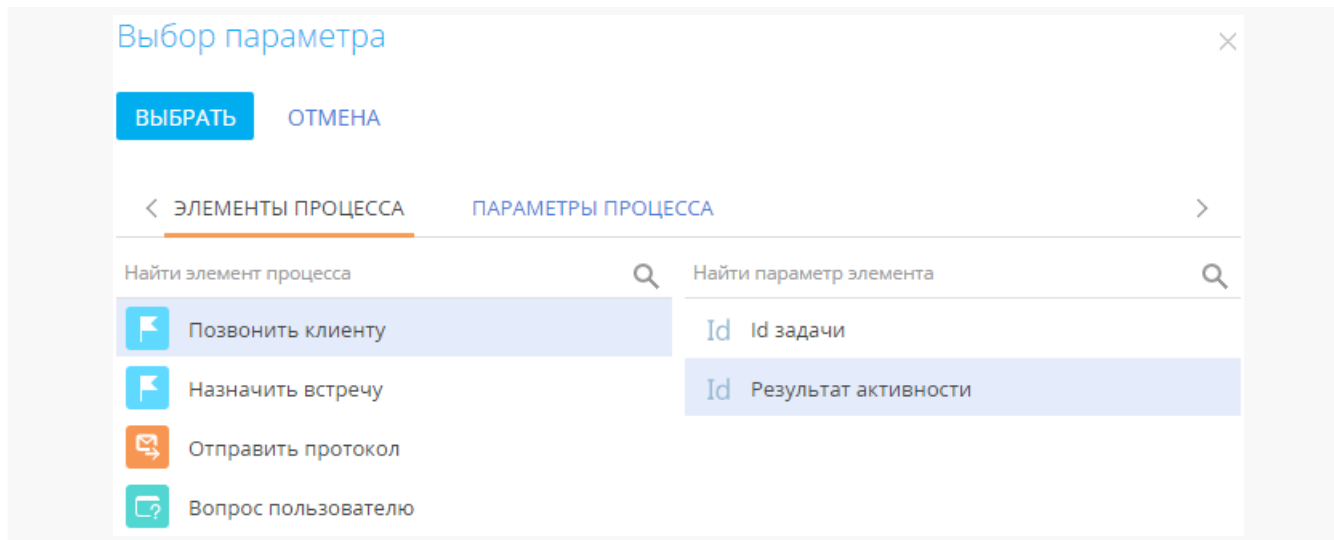 Выбор параметра
ВЫБРАТЬ ОТМЕНА
ЭЛЕМЕНТЫ ПРОЦЕССА ПАРАМЕТРЫ ПРОЦЕССА
Найти элемент процесса Найти параметр элемента
Позвонить клиенту Id Id задачи
Назначить встречу Id Результат активности
Отправить протокол
Вопрос пользователю